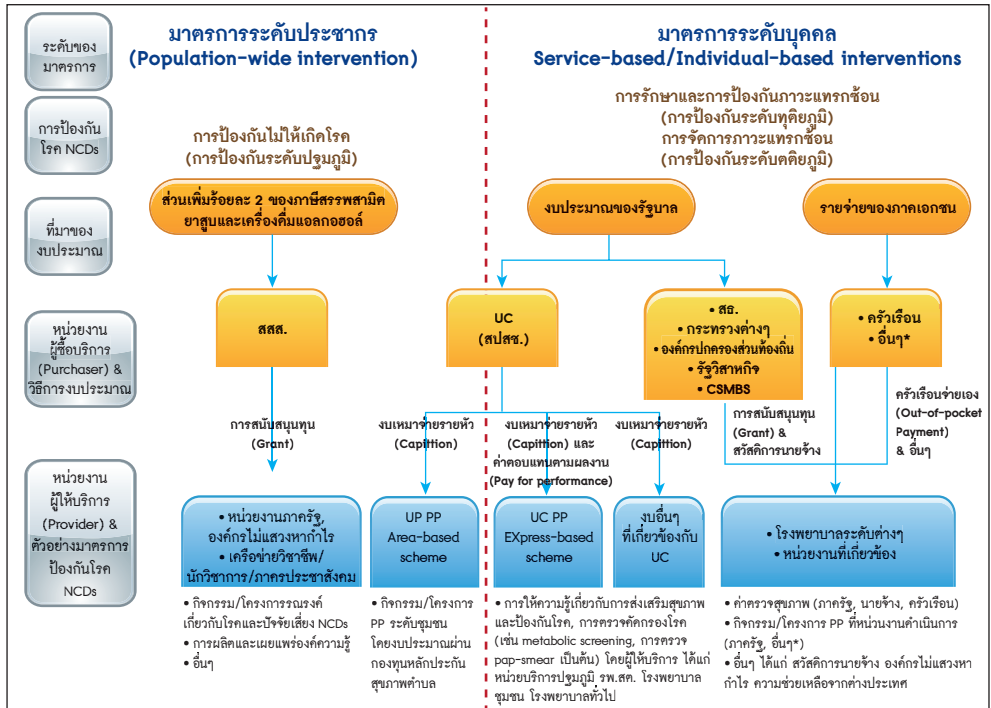 ระดับของ
มาตรการ
มาตรการระดับประชากร
(Population-wide intervention)
มาตรการระดับบุคคล
Service-based/Individual-based interventions
การป้องกัน
โรค NCDs
การป้องกันไม่ให้เกิดโรค
(การป้องกันระดับปฐมภูมิ)
การรักษาและการป้องกันภาวะแทรกซ้อน
(การป้องกันระดับทุติยภูมิ)
การจัดการภาวะแทรกซ้อน
(การป้องกันระดับตติยภูมิ)
ที่มาของ
งบประมาณ
ส่วนเพิ่มร้อยละ 2 ของภาษีสรรพสามิต
ยาสูบและเครื่องดื่มแอลกอฮอล์
งบประมาณของรัฐบาล
รายจ่ายของภาคเอกชน
หน่วยงาน
ผู้ซื้อบริการ
(Purchaser) &
วิธีการงบประมาณ
สสส.
UC
(สปสช.)
• สธ.
• กระทรวงต่างๆ
• องค์กรปกครองส่วนท้องถิ่น
• รัฐวิสาหกิจ
• CSMBS
• ครัวเรือน
• อื่นๆ*
การสนับสนุนทุน
(Grant)
งบเหมาจ่ายรายหัว
(Capittion)
งบเหมาจ่ายรายหัว
(Capittion) และ
ค่าตอบแทนตามผลงาน
(Pay for performance)
งบเหมาจ่ายรายหัว
(Capittion)
การสนับสนุนทุน
(Grant) &
สวัสดิการนายจ้าง
ครัวเรือนจ่ายเอง
(Out-of-pocket
Payment)
& อื่นๆ
หน่วยงาน
ผู้ให้บริการ
(Provider) &
ตัวอย่างมาตรการ
ป้องกันโรค
NCDs
• หน่วยงานภาครัฐ,
องค์กรไม่แสวงหากำไร
• เครือข่ายวิชาชีพ/
นักวิชาการ/ภาคประชาสังคม
UP PP
Area-based
scheme
UC PP
EXpress-based
scheme
งบอื่นๆ
ที่เกี่ยวข้องกับ
UC
• โรงพยาบาลระดับต่างๆ
• หน่วยงานที่เกี่ยวข้อง
• กิจกรรม/โครงการรณรงค์
เกี่ยวกับโรคและปัจจัยเสี่ยง NCDs
• การผลิตและเผยแพร่องค์ความรู้
• อื่นๆ
• กิจกรรม/โครงการ
PP ระดับชุมชน
โดยงบประมาณผ่าน
กองทุนหลักประกัน
สุขภาพตำบล
• การให้ความรู้เกี่ยวกับการส่งเสริมสุขภาพ
และป้องกันโรค, การตรวจคัดกรองโรค
(เช่น metabolic screening, การตรวจ
pap-smear เป็นต้น) โดยผู้ให้บริการ ได้แก่
หน่วยบริการปฐมภูมิ รพ.สต. โรงพยาบาล
ชุมชน โรงพยาบาลทั่วไป
• ค่าตรวจสุขภาพ (ภาครัฐ, นายจ้าง, ครัวเรือน)
• กิจกรรม/โครงการ PP ที่หน่วนงานดำเนินการ
(ภาครัฐ, อื่นๆ*)
• อื่นๆ ได้แก่ สวัสดิการนายจ้าง องค์กรไม่แสวงหา
กำไร ความช่วยเหลือจากต่างประเทศ